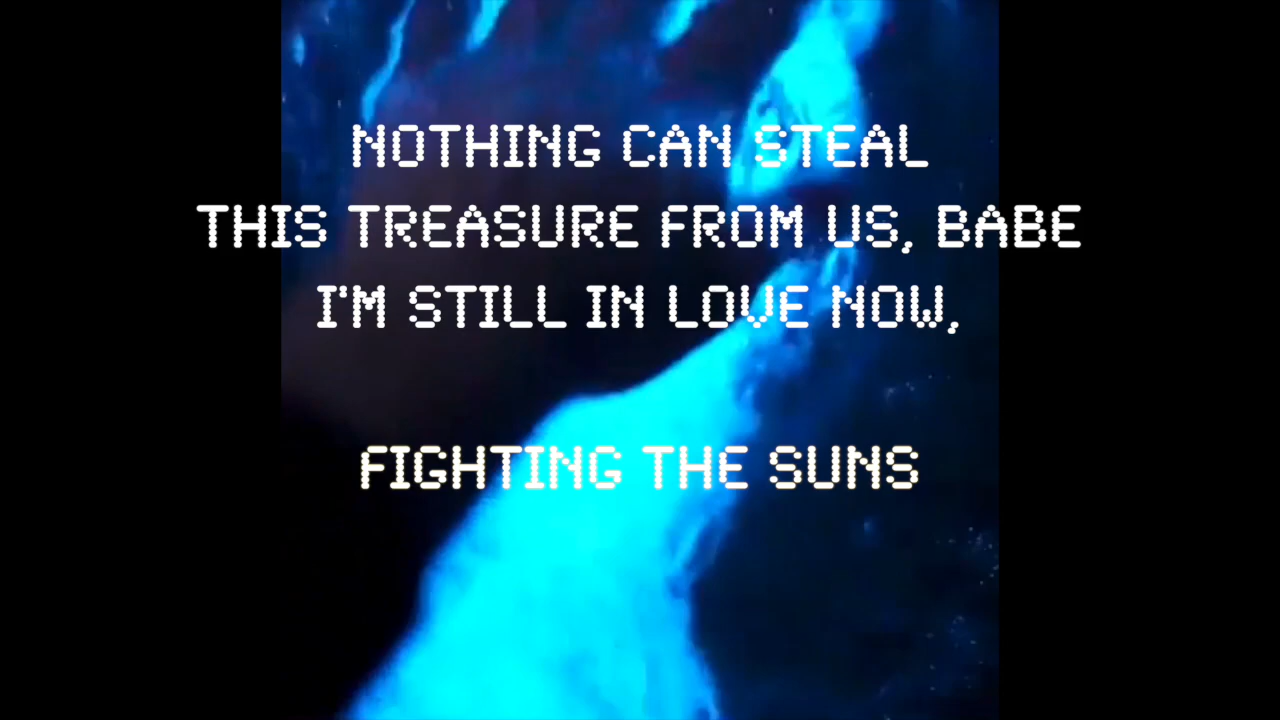 NOTHING CAN STEAL
THIS TREASURE FROM US, BABE
I'M STILL IN LOVE NOW,
FIGHTING THE SUNS